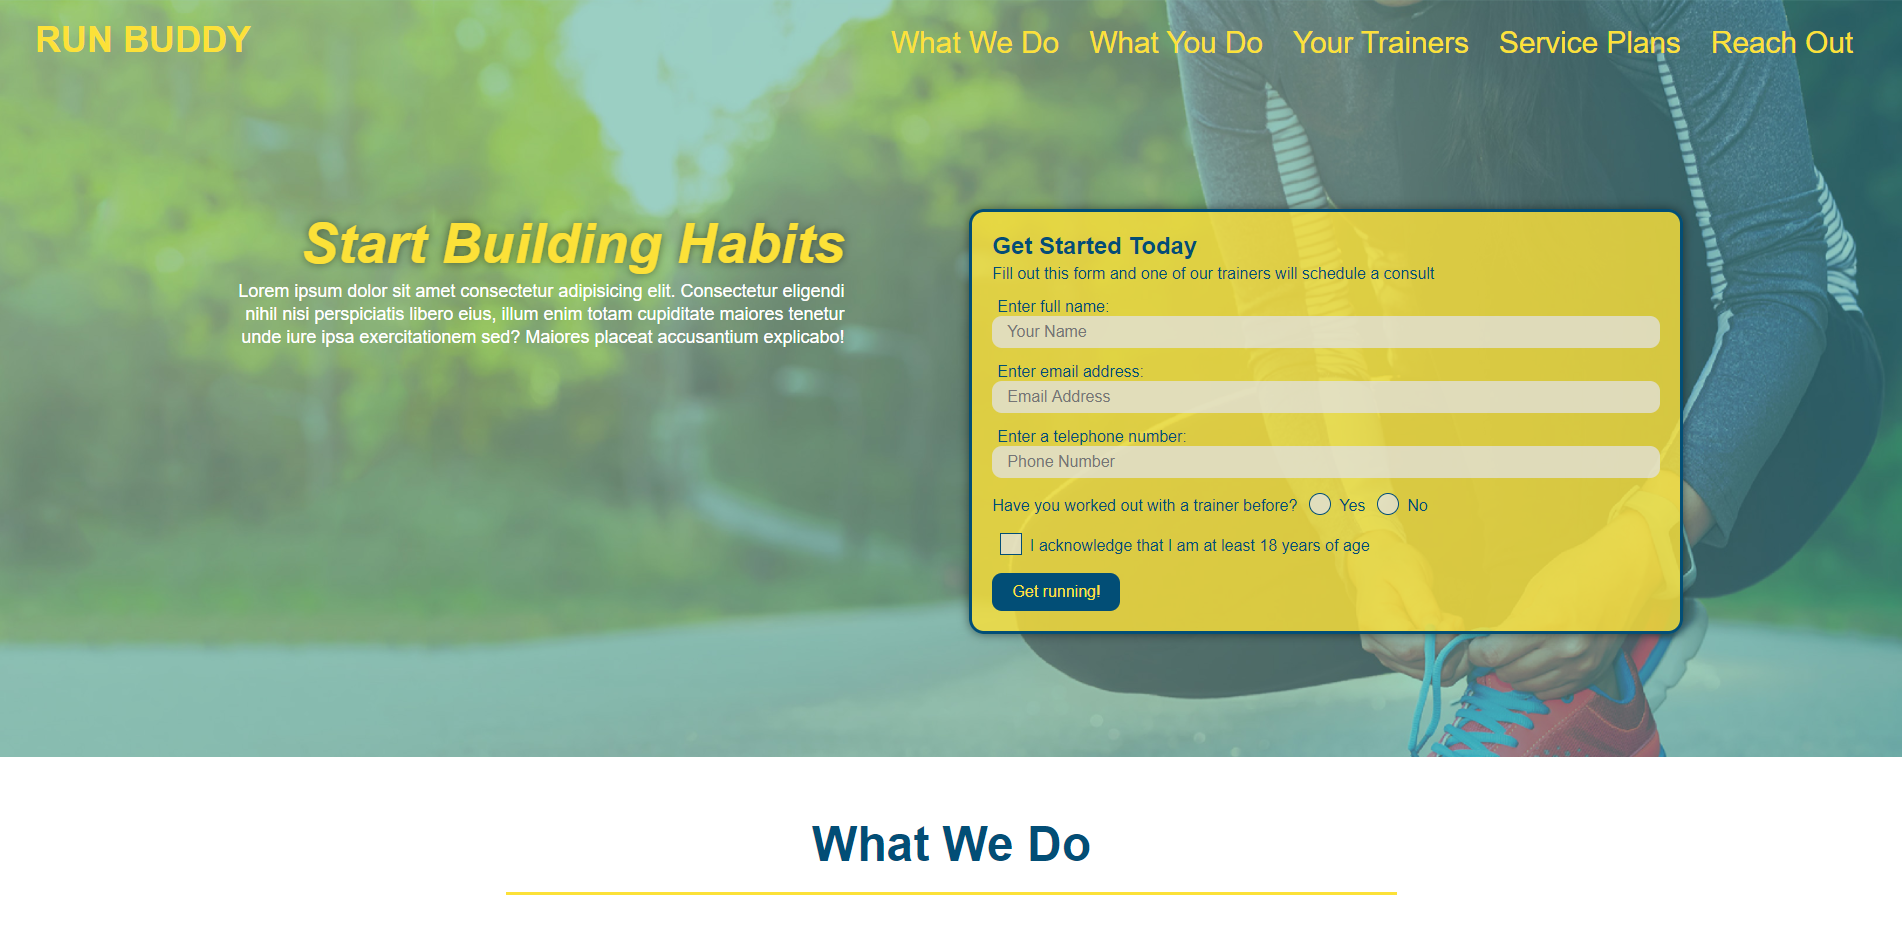 RUN BUDDY
What We Do What You Do Your Trainers Service Plans Reach Out
Start Building Habits
Lorem ipsum dolor sit amet consectetur adipisicing elit. Consectetur eligendi
nihil nisi perspiciatis libero eius, illum enim totam cupiditate maiores tenetur
unde iure ipsa exercitationem sed? Maiores placeat accusantium explicabo!
Get Started Today
Fill out this form and one of our trainers will schedule a consult
Enter full name:
Your Name
Enter email address:
Email Address
Enter a telephone number:
Phone Number
Have you worked out with a trainer before? Yes No
I acknowledge that I am at least 18 years of age
Get running!
What We Do